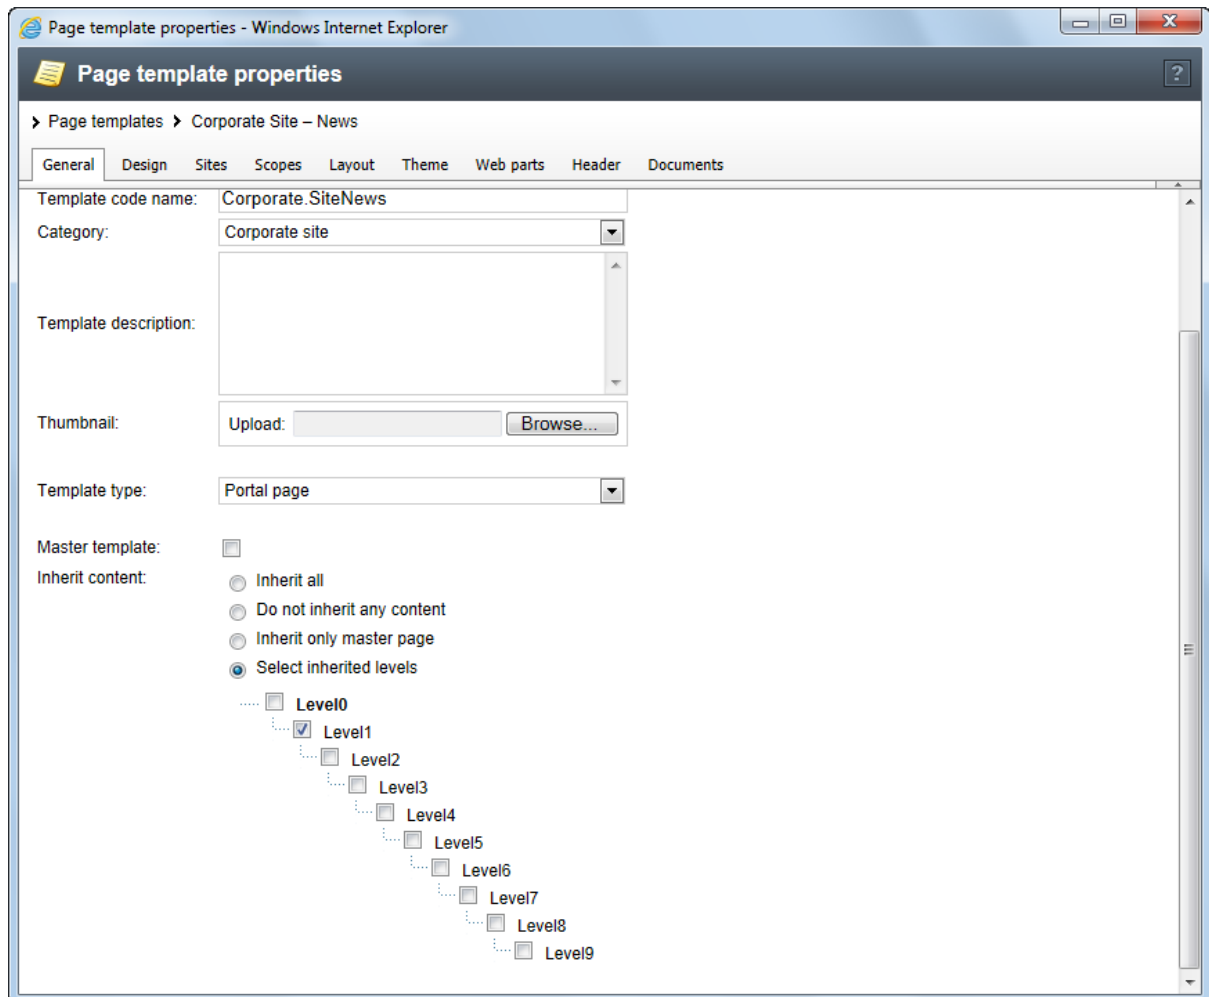 Page template properties - Windows Internet Explorer
Page template properties
?
Page templates Corporate Site – News
General Design Sites Scopes Layout Theme Web parts Header Documents
Template code name: Corporate.SiteNews
Category: Corporate site
Template description:
Thumbnail: Upload: Browse...
Template type: Portal page
Master template:
Inherit content: Inherit all
Do not inherit any content
Inherit only master page
Select inherited levels
Level0
Level1
Level2
Level3
Level4
Level5
Level6
Level7
Level8
Level9